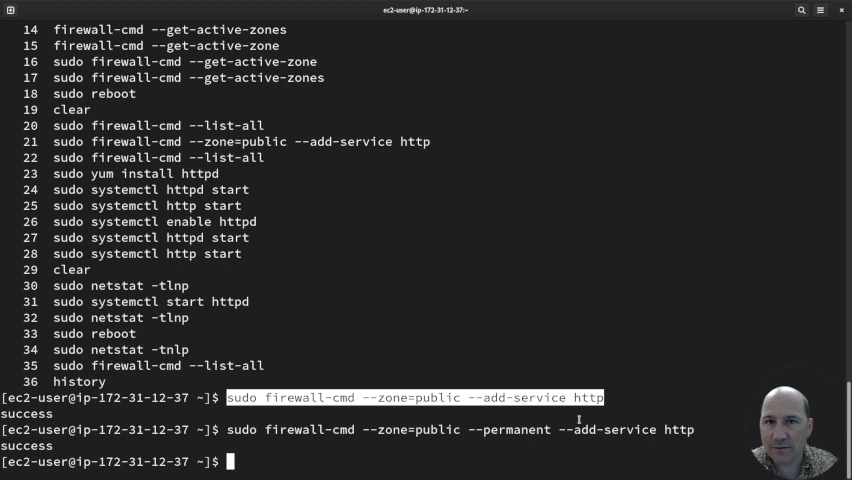 ec2-user@ip-172-31-12-37:~
14 firewall-cmd --get-active-zones
15 firewall-cmd --get-active-zone
16 sudo firewall-cmd --get-active-zone
17 sudo firewall-cmd --get-active-zones
18 sudo reboot
19 clear
20 sudo firewall-cmd --list-all
21 sudo firewall-cmd --zone=public --add-service http
22 sudo firewall-cmd --list-all
23 sudo yum install httpd
24 sudo systemctl httpd start
25 sudo systemctl http start
26 sudo systemctl enable httpd
27 sudo systemctl httpd start
28 sudo systemctl http start
29 clear
30 sudo netstat -tlnp
31 sudo systemctl start httpd
32 sudo netstat -tlnp
33 sudo reboot
34 sudo netstat -tnlp
35 sudo firewall-cmd --list-all
36 history
[ec2-user@ip-172-31-12-37 ~]$ sudo firewall-cmd --zone=public --add-service http
success
[ec2-user@ip-172-31-12-37 ~]$ sudo firewall-cmd --zone=public --permanent --add-service http
success
[ec2-user@ip-172-31-12-37 ~]$